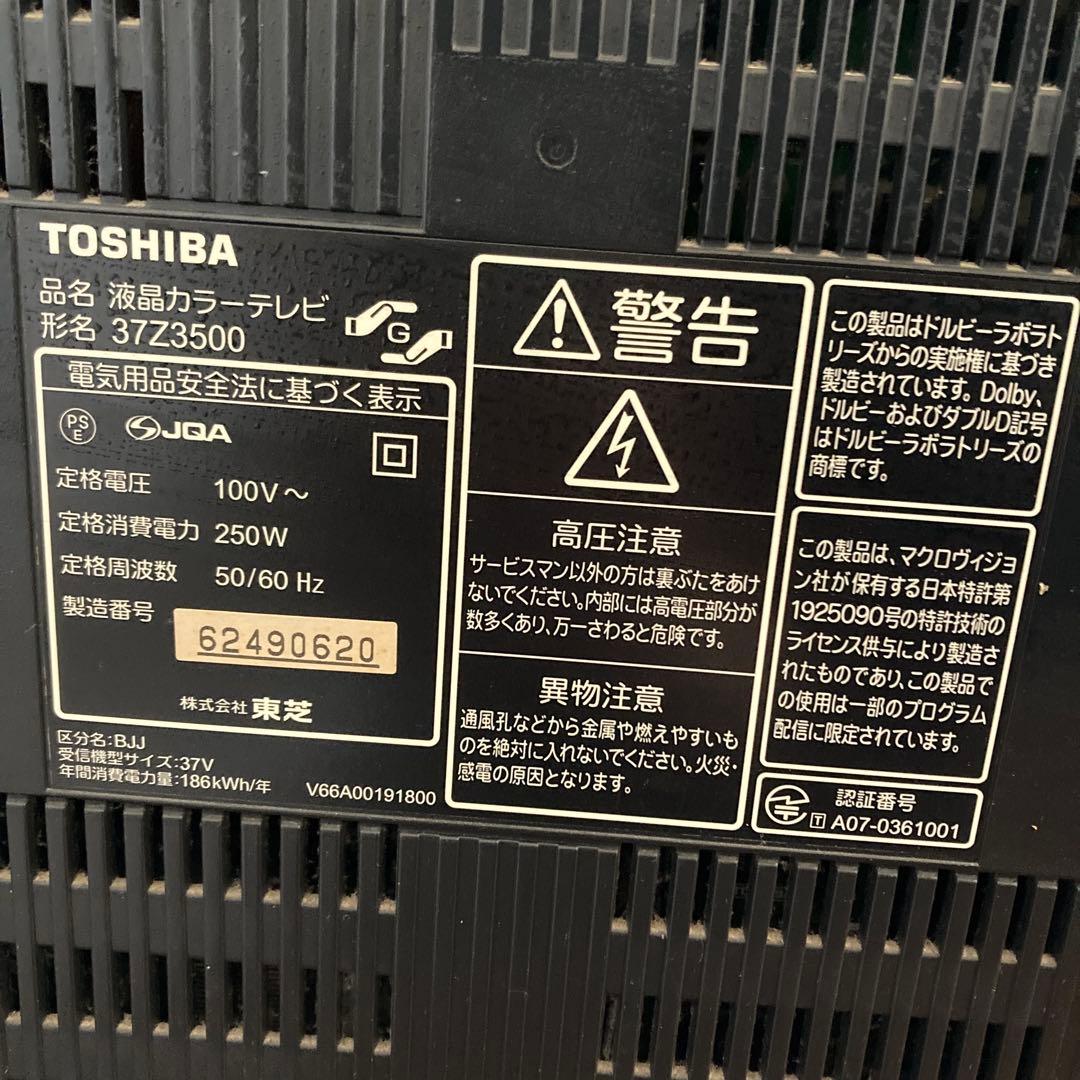 TOSHIBA
品名 液晶カラーテレビ
形名 37Z3500
G
電気用品安全法に基づく表示
PS
E
JQA
定格電圧 100V～
定格消費電力 250W
定格周波数 50/60 Hz
製造番号 62490620
株式会社 東芝
区分名:BJJ
受信機型サイズ:37V
年間消費電力量:186kWh/年
V66A00191800
警告
高圧注意
サービスマン以外の方は裏ぶたをあけ
ないでください。内部には高電圧部分が
数多くあり、万一さわると危険です。
異物注意
通風孔などから金属や燃えやすいも
のを絶対に入れないでください。火災・
感電の原因となります。
この製品はドルビーラボラト
リーズからの実施権に基づき
製造されています。Dolby、
ドルビーおよびダブルD記号
はドルビーラボラトリーズの
商標です。
この製品は、マクロヴィジョ
ン社が保有する日本特許第
1925090号の特許技術の
ライセンス供与により製造さ
れたものであり、この製品で
の使用は一部のプログラム
配信に限定されています。
認証番号
T A07-0361001